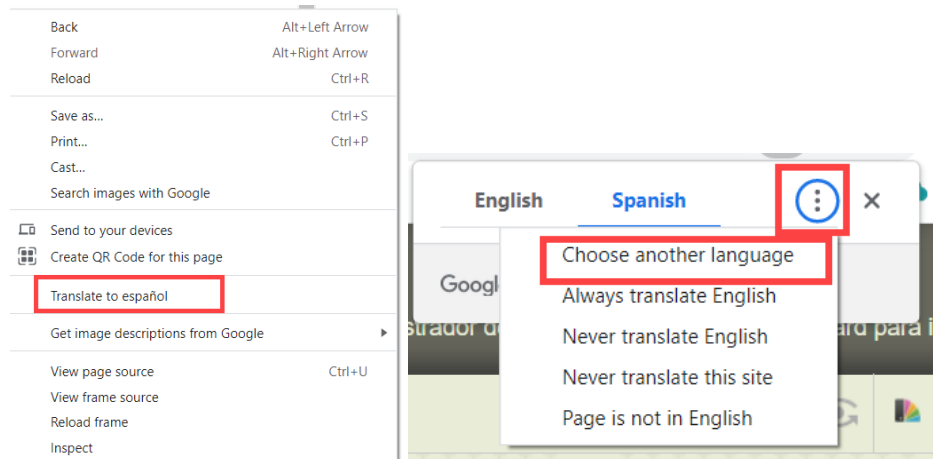 Back Alt+Left Arrow
Forward Alt+Right Arrow
Reload Ctrl+R
Save as... Ctrl+S
Print... Ctrl+P
Cast...
Search images with Google
Send to your devices
Create QR Code for this page
Translate to español
Get image descriptions from Google
View page source Ctrl+U
View frame source
Reload frame
Inspect
English Spanish
Choose another language
Googl
Always translate English
strador d ard para i
Never translate English
Never translate this site
Page is not in English